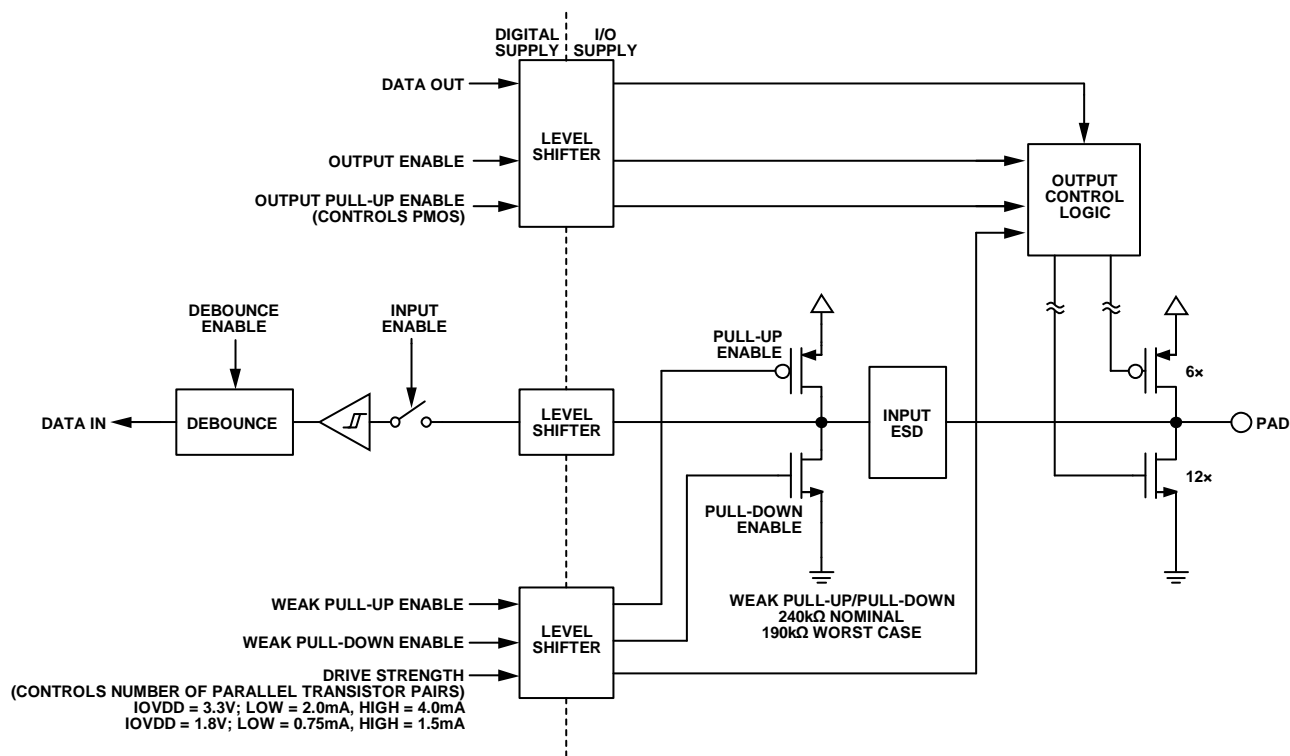 DIGITAL SUPPLY
I/O SUPPLY
DATA OUT
OUTPUT ENABLE
OUTPUT PULL-UP ENABLE
(CONTROLS PMOS)
LEVEL
SHIFTER
OUTPUT
CONTROL
LOGIC
DEBOUNCE
ENABLE
INPUT
ENABLE
PULL-UP
ENABLE
6×
DATA IN
DEBOUNCE
LEVEL
SHIFTER
INPUT
ESD
PAD
12×
PULL-DOWN
ENABLE
WEAK PULL-UP/PULL-DOWN
240kΩ NOMINAL
190kΩ WORST CASE
WEAK PULL-UP ENABLE
WEAK PULL-DOWN ENABLE
LEVEL
SHIFTER
DRIVE STRENGTH
(CONTROLS NUMBER OF PARALLEL TRANSISTOR PAIRS)
IOVDD = 3.3V; LOW = 2.0mA, HIGH = 4.0mA
IOVDD = 1.8V; LOW = 0.75mA, HIGH = 1.5mA